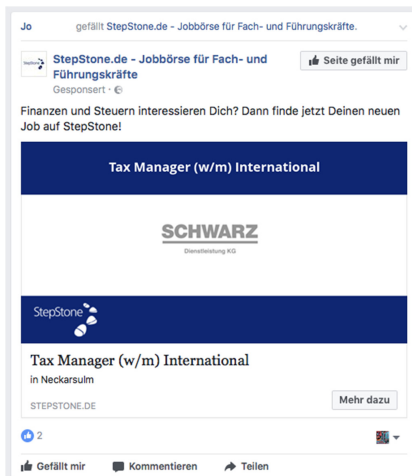 Jo gefällt StepStone.de - Jobbörse für Fach- und Führungskräfte.
StepStone
StepStone.de - Jobbörse für Fach- und
Führungskräfte
Seite gefällt mir
Gesponsert ·
Finanzen und Steuern interessieren Dich? Dann finde jetzt Deinen neuen
Job auf StepStone!
Tax Manager (w/m) International
SCHWARZ
Dienstleistung KG
StepStone
Tax Manager (w/m) International
in Neckarsulm
STEPSTONE.DE
Mehr dazu
2
Gefällt mir Kommentieren Teilen